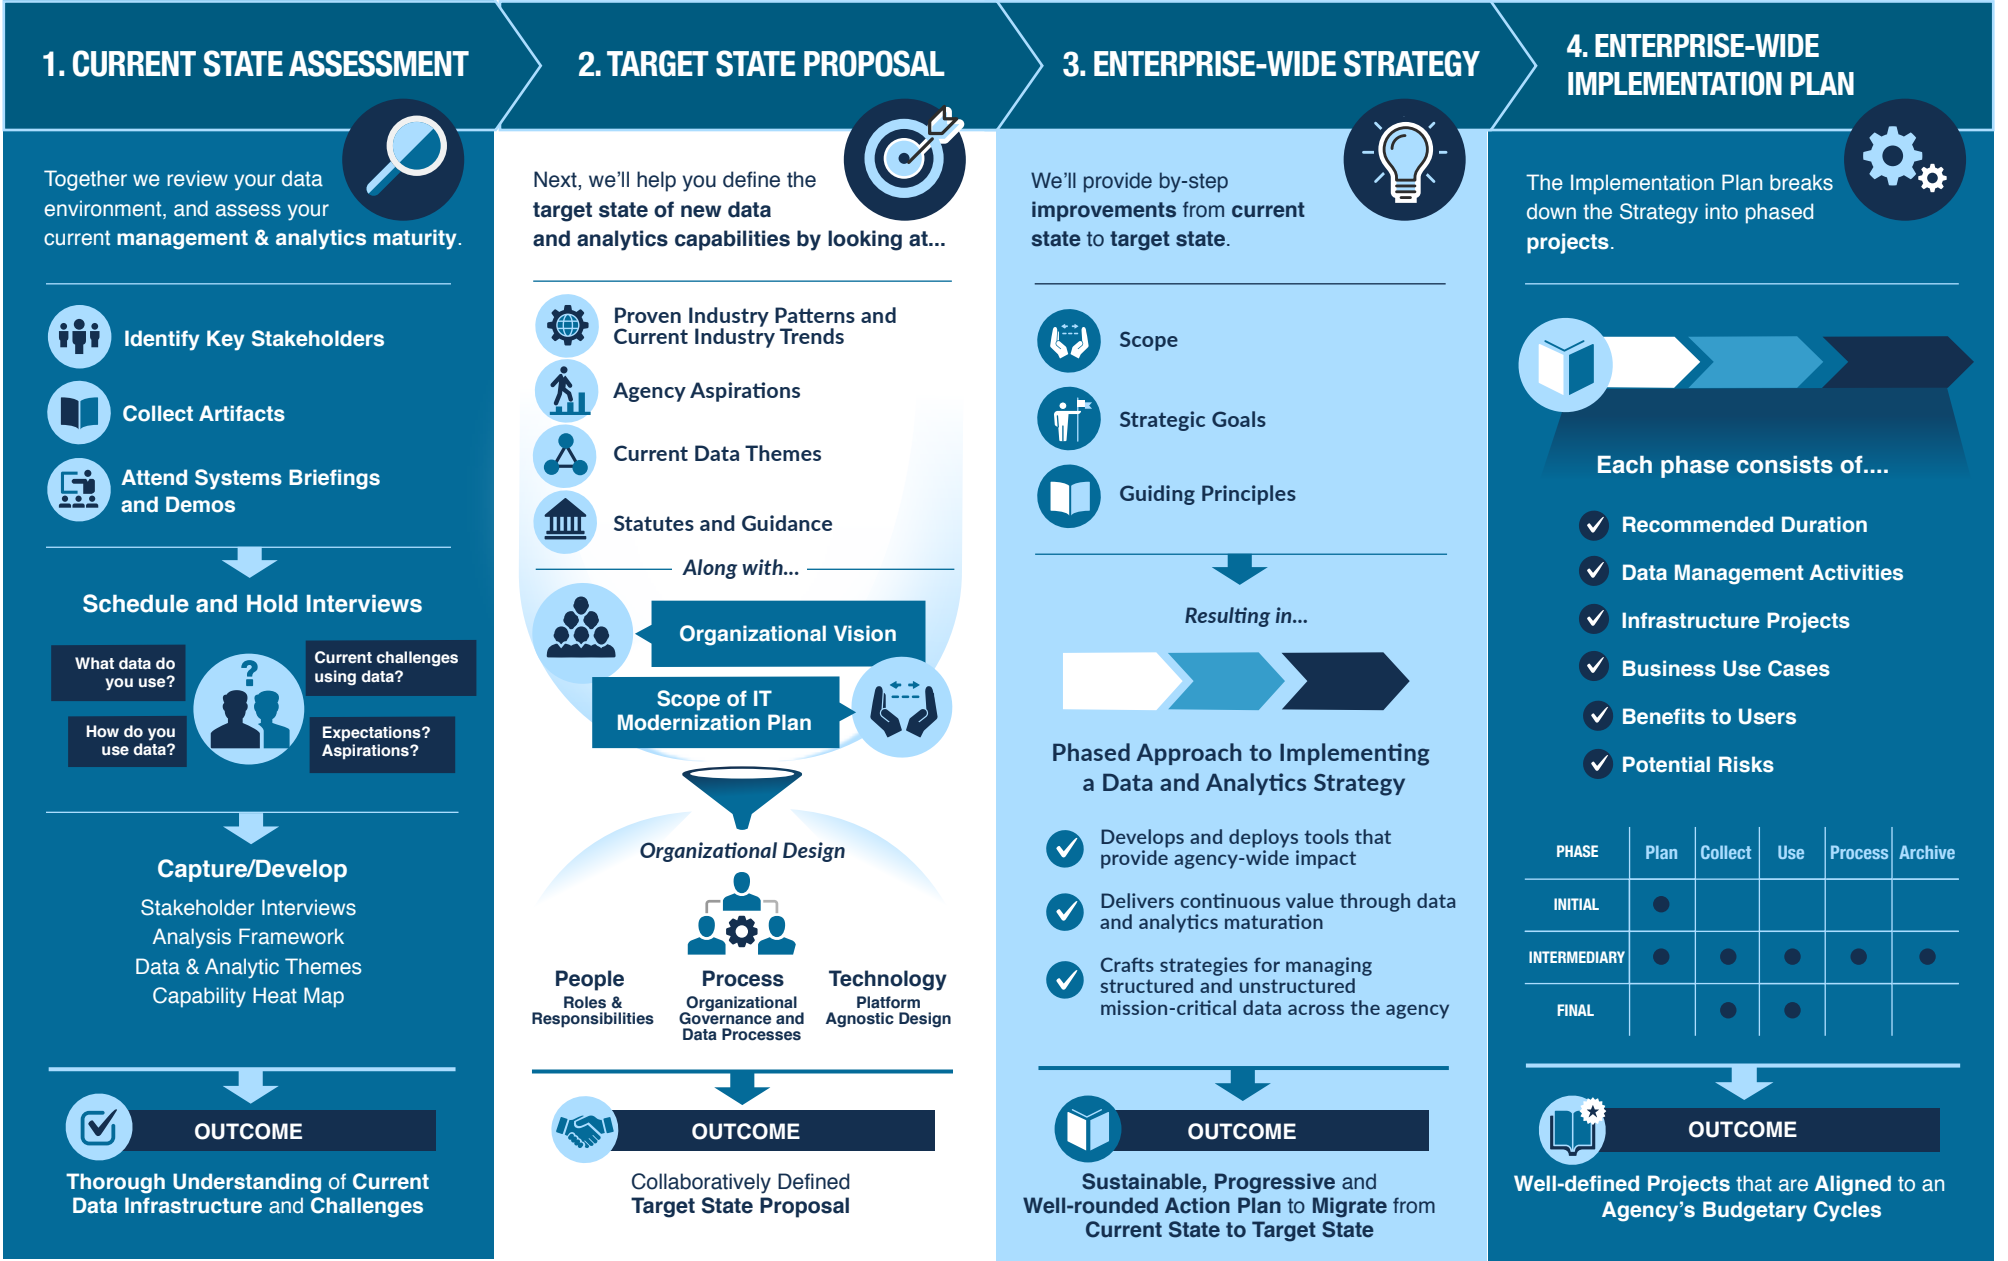 1. CURRENT STATE ASSESSMENT
Together we review your data
environment, and assess your
current management & analytics maturity.
Identify Key Stakeholders
Collect Artifacts
Attend Systems Briefings
and Demos
Schedule and Hold Interviews
What data do
you use?
?
Current challenges
using data?
How do you
use data?
Expectations?
Aspirations?
Capture/Develop
Stakeholder Interviews
Analysis Framework
Data & Analytic Themes
Capability Heat Map
OUTCOME
Thorough Understanding of Current
Data Infrastructure and Challenges
2. TARGET STATE PROPOSAL
Next, we'll help you define the
target state of new data
and analytics capabilities by looking at...
Proven Industry Patterns and
Current Industry Trends
Agency Aspirations
Current Data Themes
Statutes and Guidance
Along with...
Organizational Vision
Scope of IT
Modernization Plan
Organizational Design
People
Roles &
Responsibilities
Process
Organizational
Governance and
Data Processes
Technology
Platform
Agnostic Design
OUTCOME
Collaboratively Defined
Target State Proposal
3. ENTERPRISE-WIDE STRATEGY
We'll provide by-step
improvements from current
state to target state.
Scope
Strategic Goals
Guiding Principles
Resulting in...
Phased Approach to Implementing
a Data and Analytics Strategy
Develops and deploys tools that
provide agency-wide impact
Delivers continuous value through data
and analytics maturation
Crafts strategies for managing
structured and unstructured
mission-critical data across the agency
OUTCOME
Sustainable, Progressive and
Well-rounded Action Plan to Migrate from
Current State to Target State
4. ENTERPRISE-WIDE
IMPLEMENTATION PLAN
The Implementation Plan breaks
down the Strategy into phased
projects.
Each phase consists of....
Recommended Duration
Data Management Activities
Infrastructure Projects
Business Use Cases
Benefits to Users
Potential Risks
PHASE Plan Collect Use Process Archive
INITIAL
INTERMEDIARY
FINAL
OUTCOME
Well-defined Projects that are Aligned to an
Agency's Budgetary Cycles